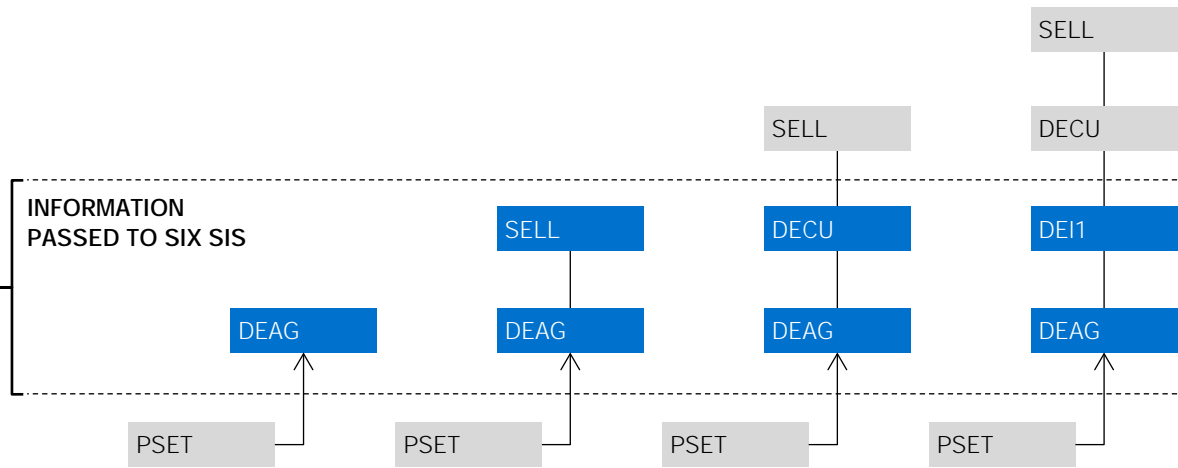 SELL
SELL
DECU
INFORMATION
PASSED TO SIX SIS
SELL
DECU
DEI1
DEAG
DEAG
DEAG
DEAG
PSET
PSET
PSET
PSET